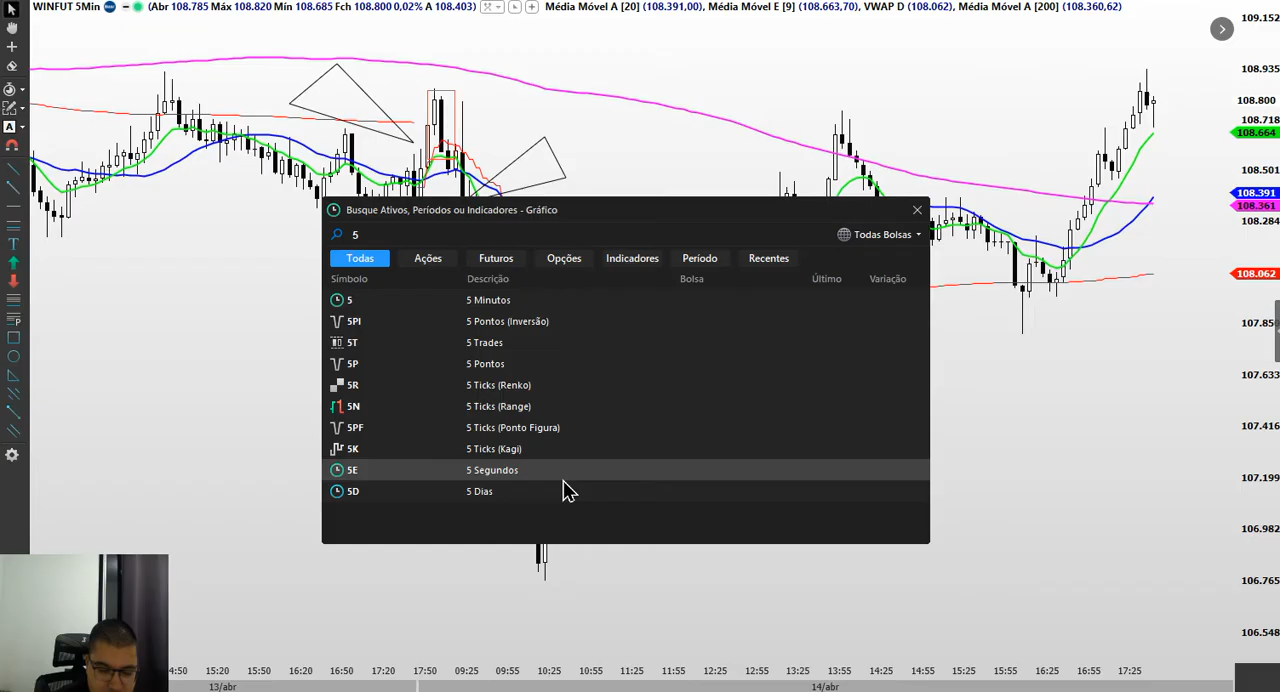 WINFUT 5Min (Abr 108.785 Máx 108.820 Mín 108.685 Fch 108.800 0,02% A 108.403) Média Móvel A [20] (108.391,00) Média Móvel E [9] (108.663,70) VWAP D (108.062) Média Móvel A [200] (108.360,62)
109.152
108.935
108.800
108.718
108.664
108.501
108.391
108.361
108.284
108.062
107.850
107.633
107.416
107.199
106.982
106.765
106.548
A
T
P
Busque Ativos, Períodos ou Indicadores - Gráfico
5
Todas Bolsas
Todas Ações Futuros Opções Indicadores Período Recentes
Símbolo Descrição Bolsa Último Variação
5 5 Minutos
5PI 5 Pontos (Inversão)
5T 5 Trades
5P 5 Pontos
5R 5 Ticks (Renko)
5N 5 Ticks (Range)
5PF 5 Ticks (Ponto Figura)
5K 5 Ticks (Kagi)
5E 5 Segundos
5D 5 Dias
4:50 15:20 15:50 16:20 16:50 17:20 17:50 09:25 09:55 10:25 10:55 11:25 11:55 12:25 12:55 13:25 13:55 14:25 14:55 15:25 15:55 16:25 16:55 17:25
13/abr 14/abr